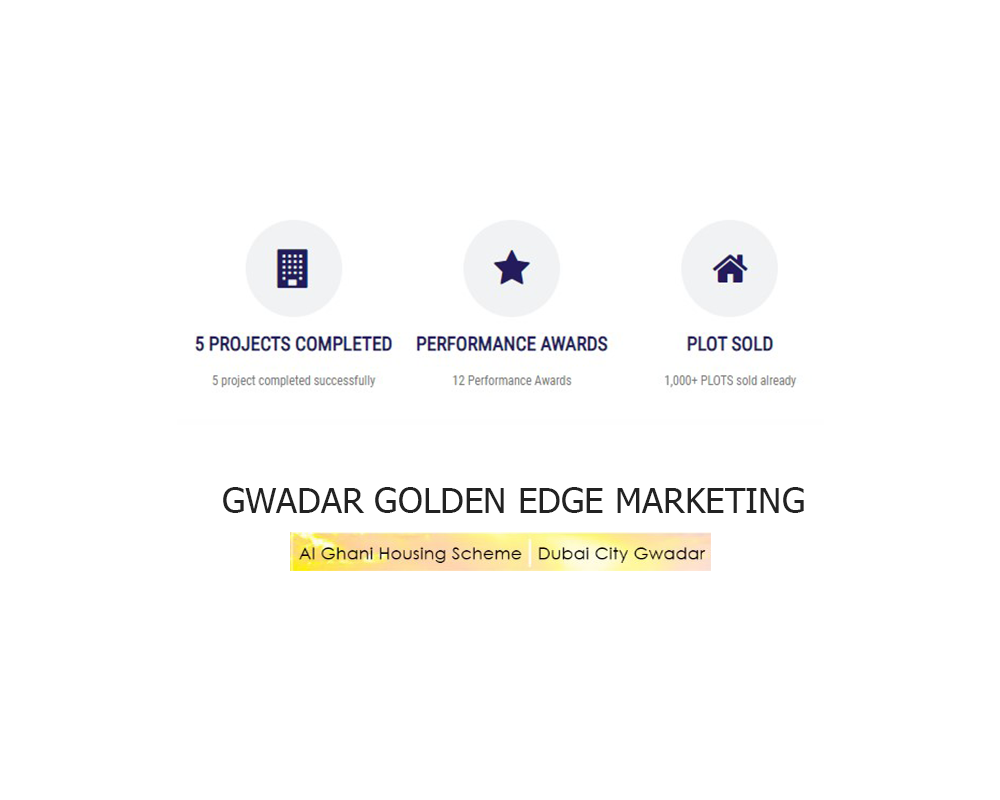 5 PROJECTS COMPLETED PERFORMANCE AWARDS PLOT SOLD
5 project completed successfully 12 Performance Awards 1,000+ PLOTS sold already
GWADAR GOLDEN EDGE MARKETING
Al Ghani Housing Scheme Dubai City Gwadar